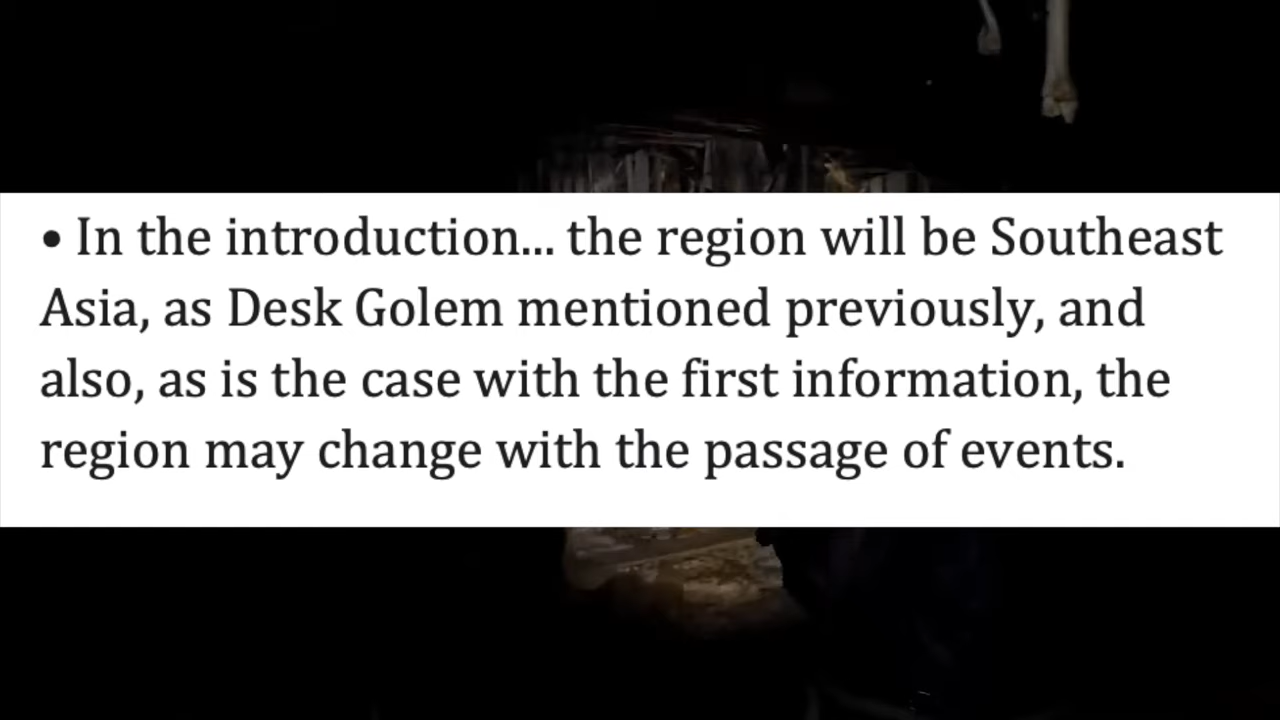 • In the introduction... the region will be Southeast
Asia, as Desk Golem mentioned previously, and
also, as is the case with the first information, the
region may change with the passage of events.